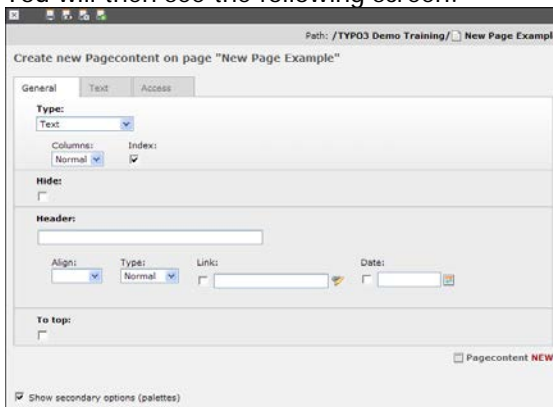 You will then see the following screen:
Path: /TYPO3 Demo Training/ New Page Exampl
Create new Pagecontent on page "New Page Example"
General Text Access
Type:
Text
Columns: Index:
Normal
Hide:
Header:
Align: Type: Link: Date:
Normal
To top:
Pagecontent NEW
Show secondary options (palettes)